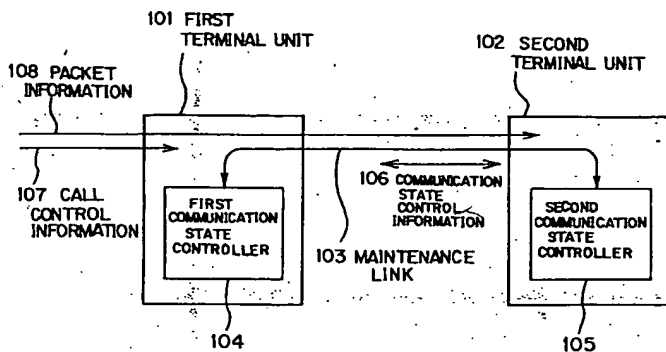 101 FIRST
TERMINAL UNIT
102 SECOND
TERMINAL UNIT
108 PACKET
INFORMATION
107 CALL
CONTROL
INFORMATION
FIRST
COMMUNICATION
STATE
CONTROLLER
106 COMMUNICATION
STATE
CONTROL
INFORMATION
103 MAINTENANCE
LINK
SECOND
COMMUNICATION
STATE
CONTROLLER
104
105